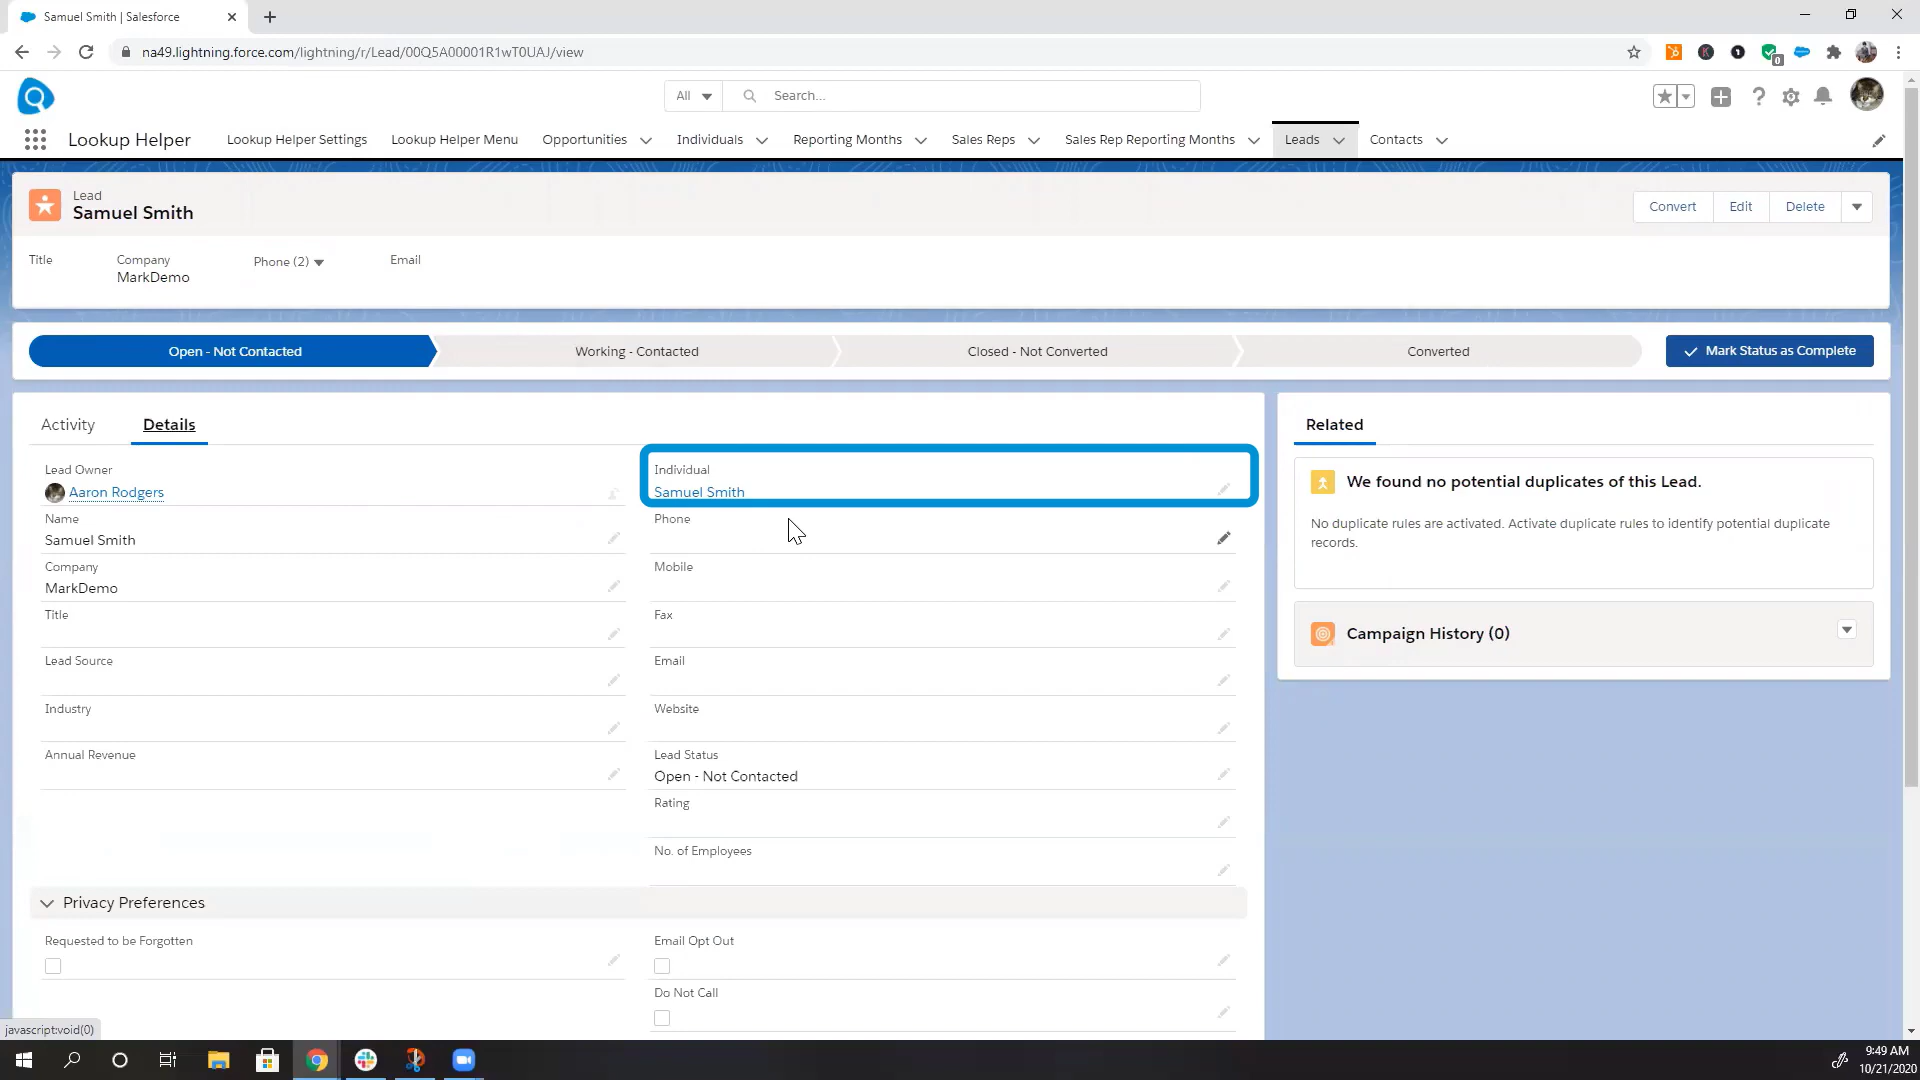 Samuel Smith | Salesforce
na49.lightning.force.com/lightning/r/Lead/00Q5A00001R1wT0UAJ/view
0
All
Search...
Lookup Helper
Lookup Helper Settings
Lookup Helper Menu
Opportunities
Individuals
Reporting Months
Sales Reps
Sales Rep Reporting Months
Leads
Contacts
Lead
Samuel Smith
Convert
Edit
Delete
Title
Company
MarkDemo
Phone (2)
Email
Open - Not Contacted
Working - Contacted
Closed - Not Converted
Converted
Mark Status as Complete
Activity
Details
Lead Owner
Aaron Rodgers
Individual
Samuel Smith
Name
Samuel Smith
Phone
Company
MarkDemo
Mobile
Title
Fax
Lead Source
Email
Industry
Website
Annual Revenue
Lead Status
Open - Not Contacted
Rating
No. of Employees
Privacy Preferences
Requested to be Forgotten
Email Opt Out
Do Not Call
Related
We found no potential duplicates of this Lead.
No duplicate rules are activated. Activate duplicate rules to identify potential duplicate
records.
Campaign History (0)
javascript:void(0)
9:49 AM
10/21/2020